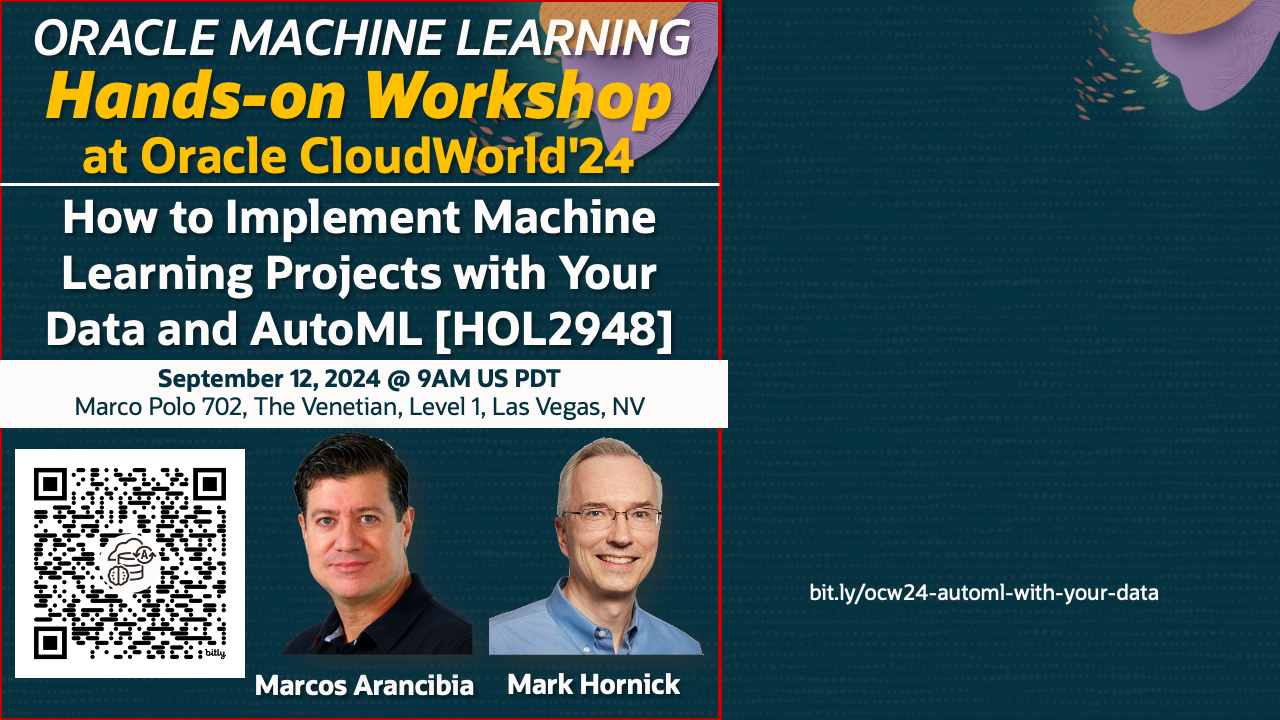 ORACLE MACHINE LEARNING
Hands-on Workshop
at Oracle CloudWorld'24
How to Implement Machine
Learning Projects with Your
Data and AutoML [HOL2948]
September 12, 2024 @ 9AM US PDT
Marco Polo 702, The Venetian, Level 1, Las Vegas, NV
A
bitly
Marcos Arancibia
Mark Hornick
bit.ly/ocw24-automl-with-your-data